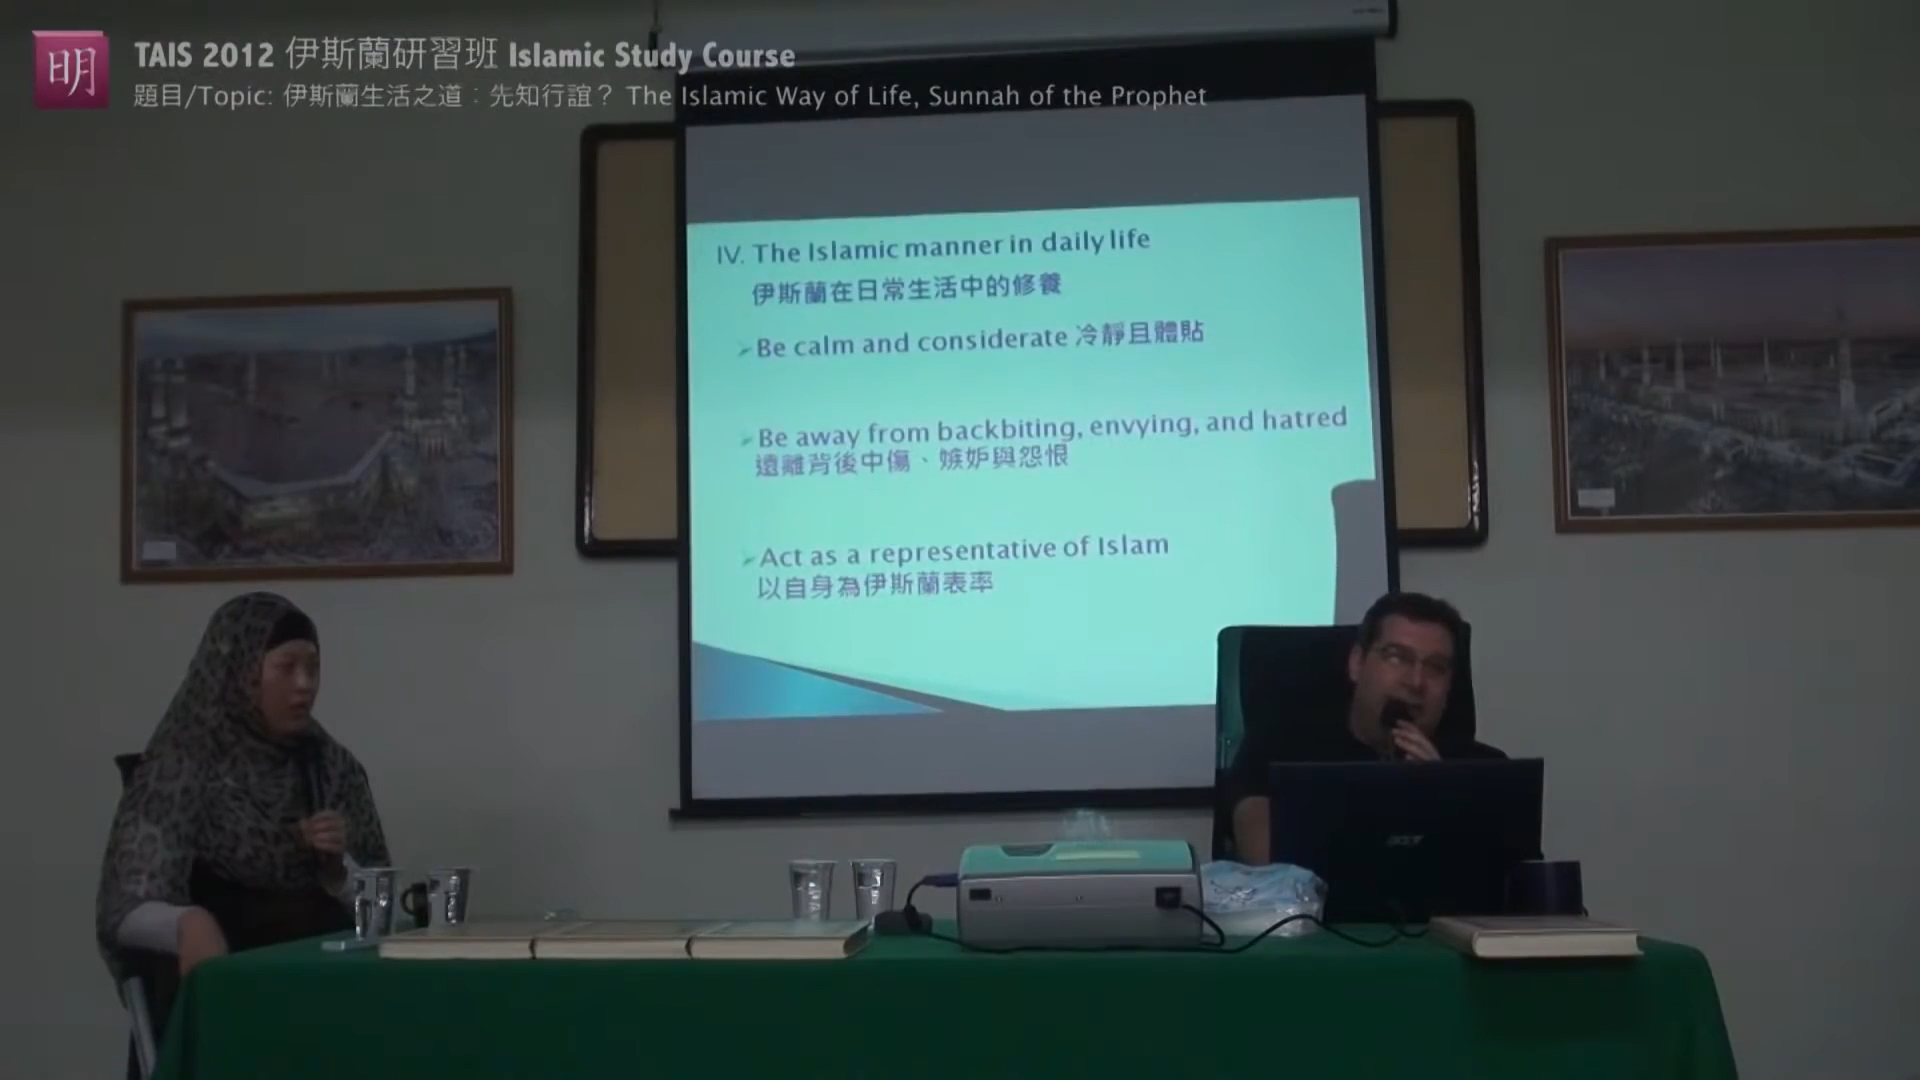 明
TAIS 2012 伊斯蘭研習班 Islamic Study Course
題目/Topic: 伊斯蘭生活之道：先知行誼？ The Islamic Way of Life, Sunnah of the Prophet
IV. The Islamic manner in daily life
伊斯蘭在日常生活中的修養
Be calm and considerate 冷靜且體貼
Be away from backbiting, envying, and hatred
遠離背後中傷、嫉妒與怨恨
Act as a representative of Islam
以自身為伊斯蘭表率
acer